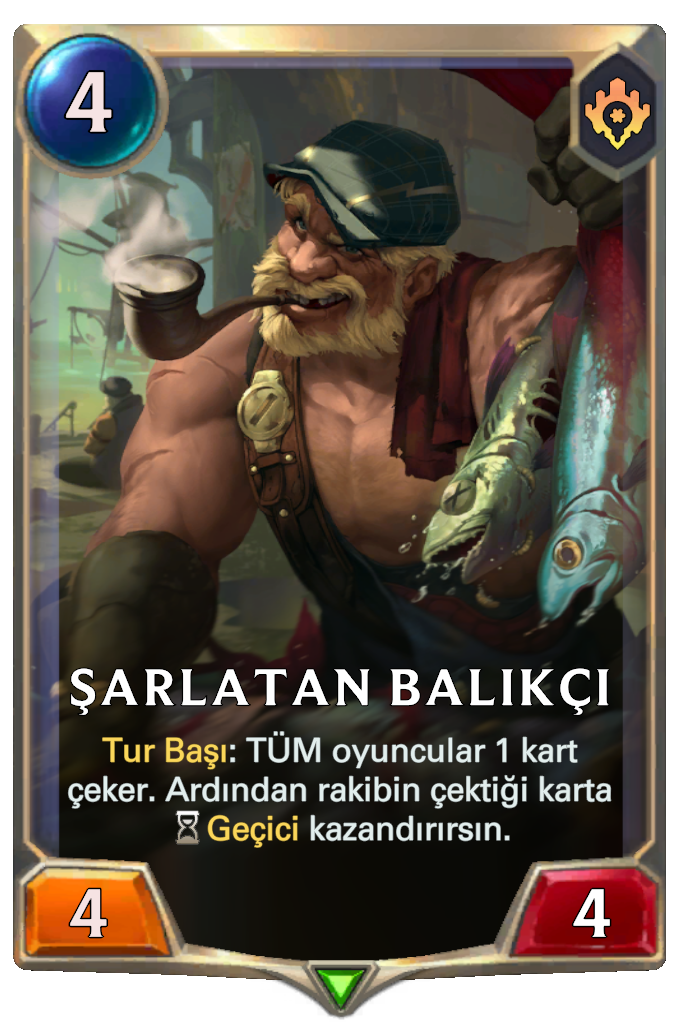 4
ŞARLATAN BALIKÇI
Tur Başı: TÜM oyuncular 1 kart
çeker. Ardından rakibin çektiği karta
Geçici kazandırırsın.
4
4